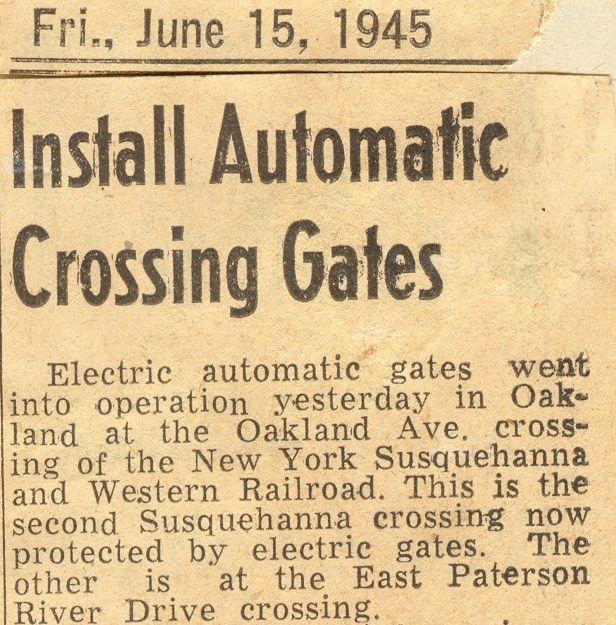 Fri., June 15, 1945
Install Automatic
Crossing Gates
Electric automatic gates went
into operation yesterday in Oak-
land at the Oakland Ave. cross-
ing of the New York Susquehanna
and Western Railroad. This is the
second Susquehanna crossing now
protected by electric gates. The
other is at the East Paterson
River Drive crossing.